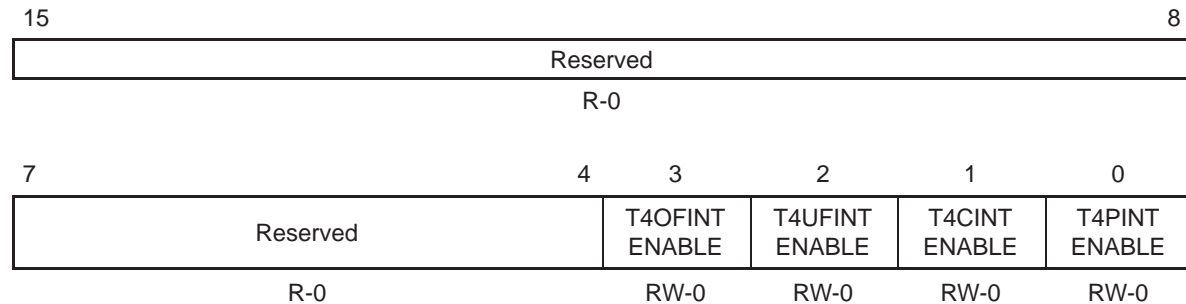 15 8
Reserved
R-0
7 4 3 2 1 0
Reserved T4OFINT ENABLE T4UFINT ENABLE T4CINT ENABLE T4PINT ENABLE
R-0 RW-0 RW-0 RW-0 RW-0